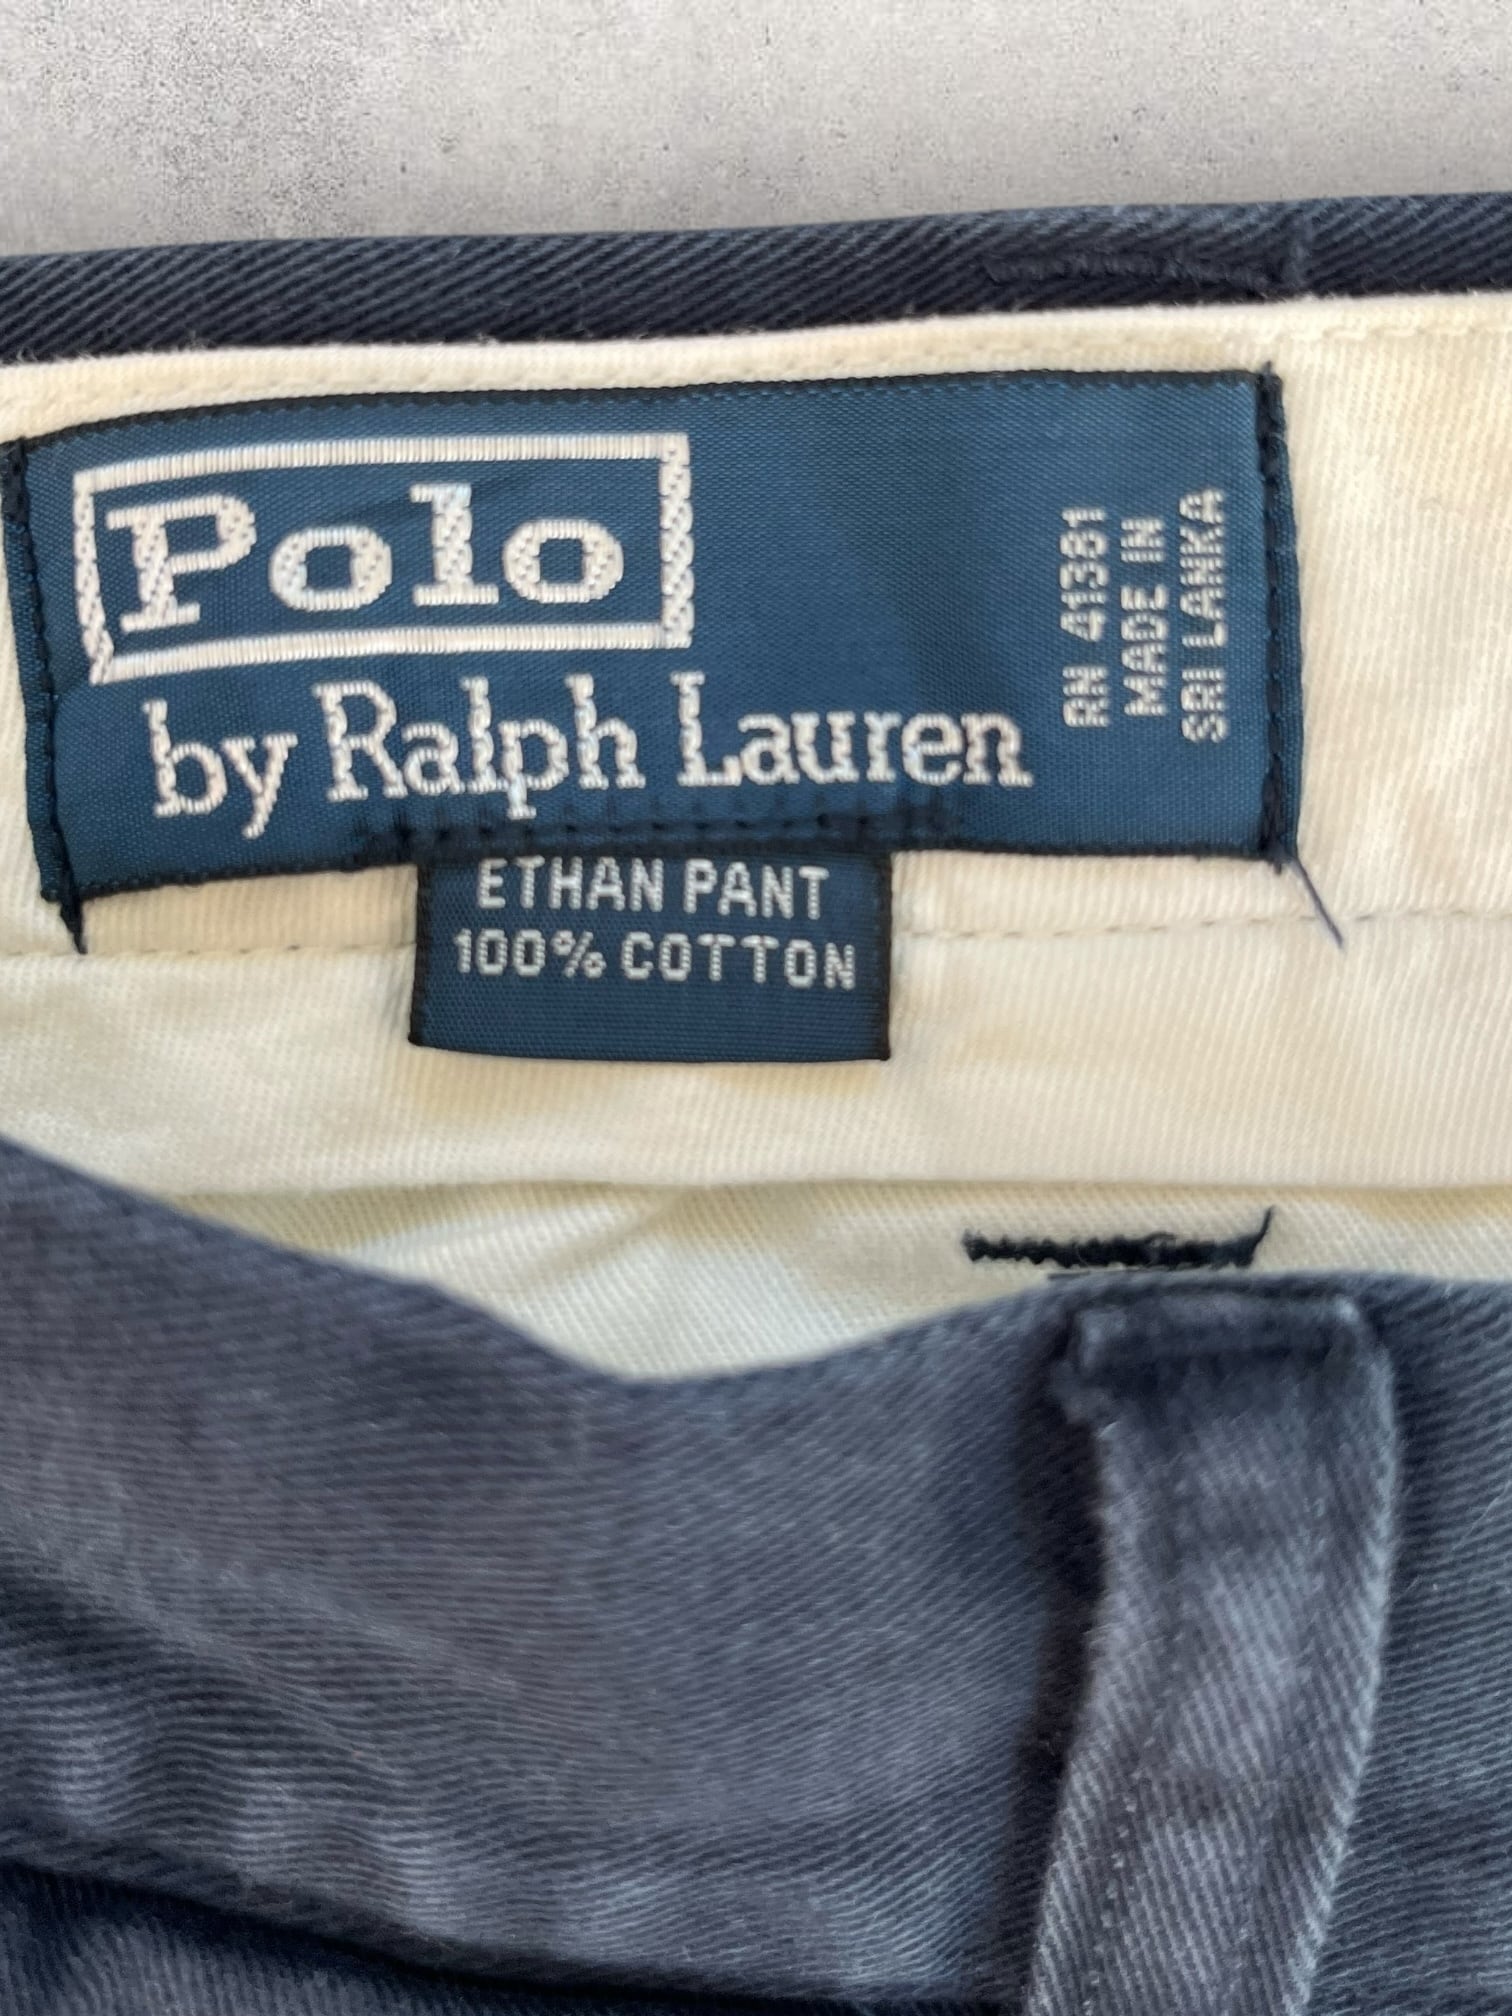 Polo
by Ralph Lauren
RN 41381
MADE IN
SRI LANKA
ETHAN PANT
100% COTTON